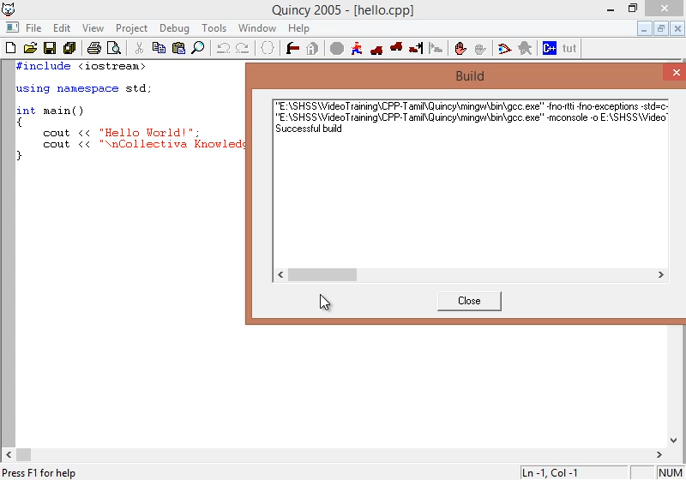 Quincy 2005 - [hello.cpp]
File Edit View Project Debug Tools Window Help
C++ tut
#include <iostream>
using namespace std;
int main()
{
cout << "Hello World!";
cout << "\nCollectiva Knowledg
}
Build
"E:\SHSS\VideoTraining\CPP-Tamil\Quincy\mingw\bin\gcc.exe" -fno-rtti -fno-exceptions -std=c-
"E:\SHSS\VideoTraining\CPP-Tamil\Quincy\mingw\bin\gcc.exe" -mconsole -o E:\SHSS\VideoT
Successful build
Close
Press F1 for help
Ln -1, Col -1
NUM